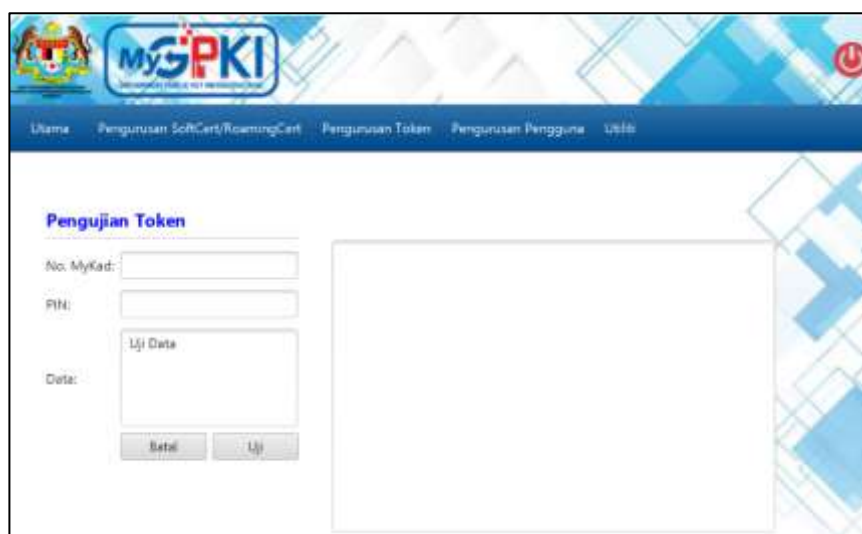 MyGPKI
Utama Pengurusan SoftCert/RoamingCert Pengurusan Token Pengurusan Pengguna Utiliti
Pengujian Token
No. MyKad:
PIN:
Uji Data
Data:
Batal Uji